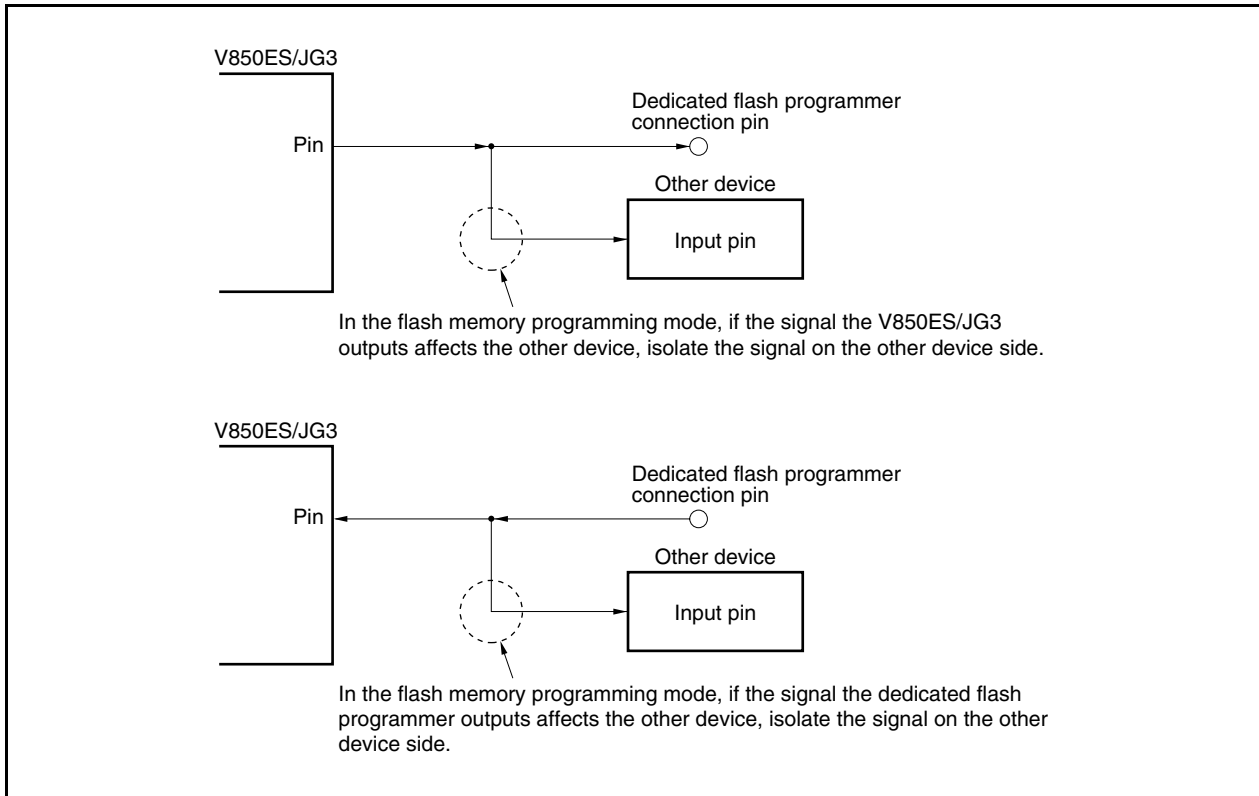 V850ES/JG3
Pin
Dedicated flash programmer
connection pin
Other device
Input pin
In the flash memory programming mode, if the signal the V850ES/JG3
outputs affects the other device, isolate the signal on the other device side.
V850ES/JG3
Pin
Dedicated flash programmer
connection pin
Other device
Input pin
In the flash memory programming mode, if the signal the dedicated flash
programmer outputs affects the other device, isolate the signal on the other
device side.